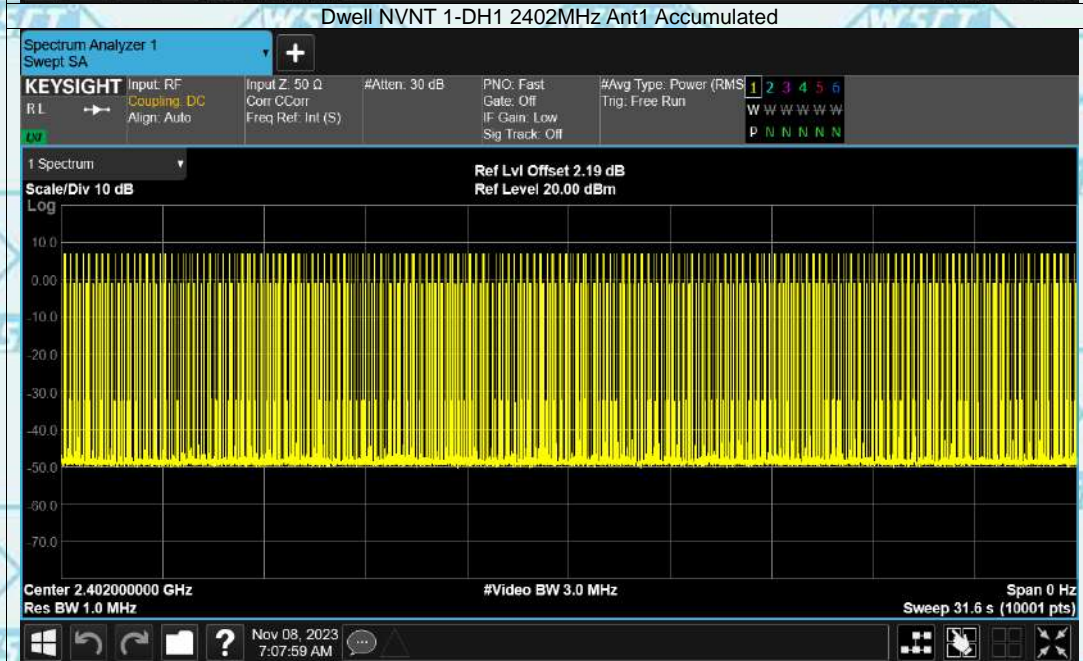 Dwell NVNT 1-DH1 2402MHz Ant1 Accumulated
Spectrum Analyzer 1
Swept SA
+
KEYSIGHT Input: RF Input Z: 50 Ω #Atten: 30 dB PNO: Fast #Avg Type: Power (RMS 1 2 3 4 5 6
R L Coupling: DC Corr CCorr Gate: Off Trig: Free Run W W W W W W
Align: Auto Freq Ref: Int (S) IF Gain: Low P N N N N N
LXI Sig Track: Off
1 Spectrum
Ref Lvl Offset 2.19 dB
Scale/Div 10 dB Ref Level 20.00 dBm
Log
10.0
0.00
-10.0
-20.0
-30.0
-40.0
-50.0
-60.0
-70.0
Center 2.402000000 GHz #Video BW 3.0 MHz Span 0 Hz
Res BW 1.0 MHz Sweep 31.6 s (10001 pts)
? Nov 08, 2023
7:07:59 AM